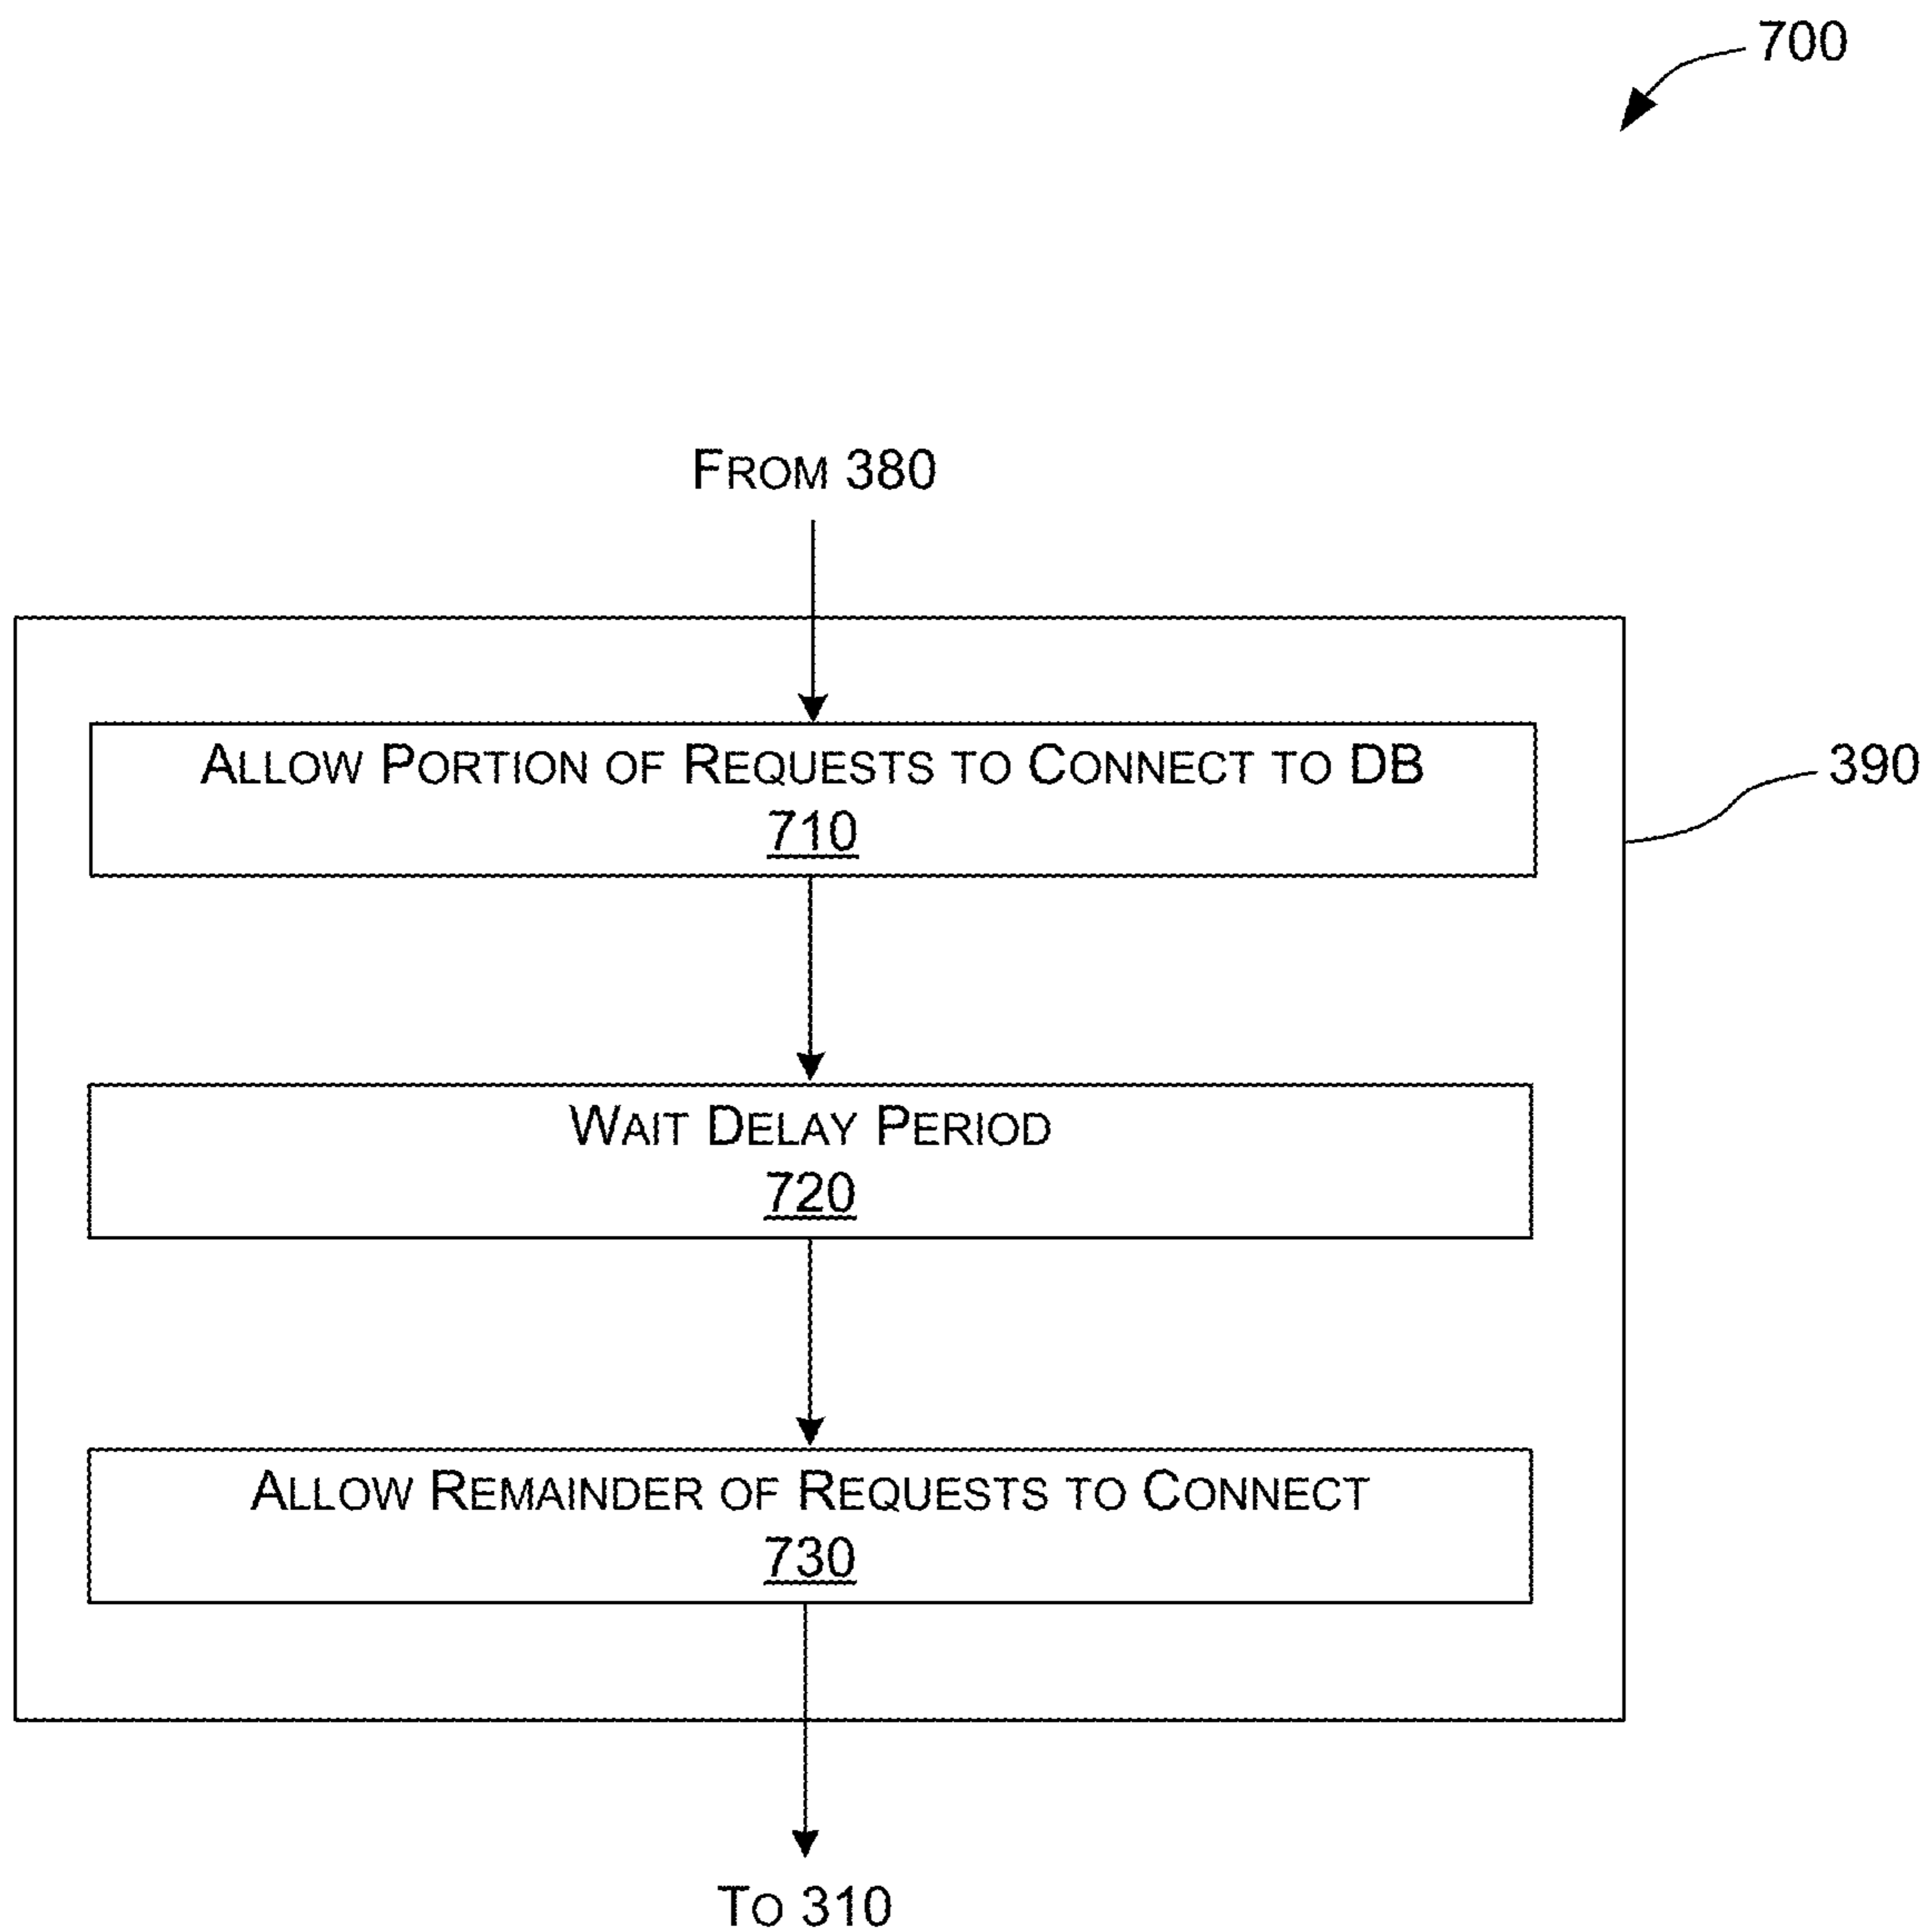 700
FROM 380
ALLOW PORTION OF REQUESTS TO CONNECT TO DB
710
390
WAIT DELAY PERIOD
720
ALLOW REMAINDER OF REQUESTS TO CONNECT
730
TO 310